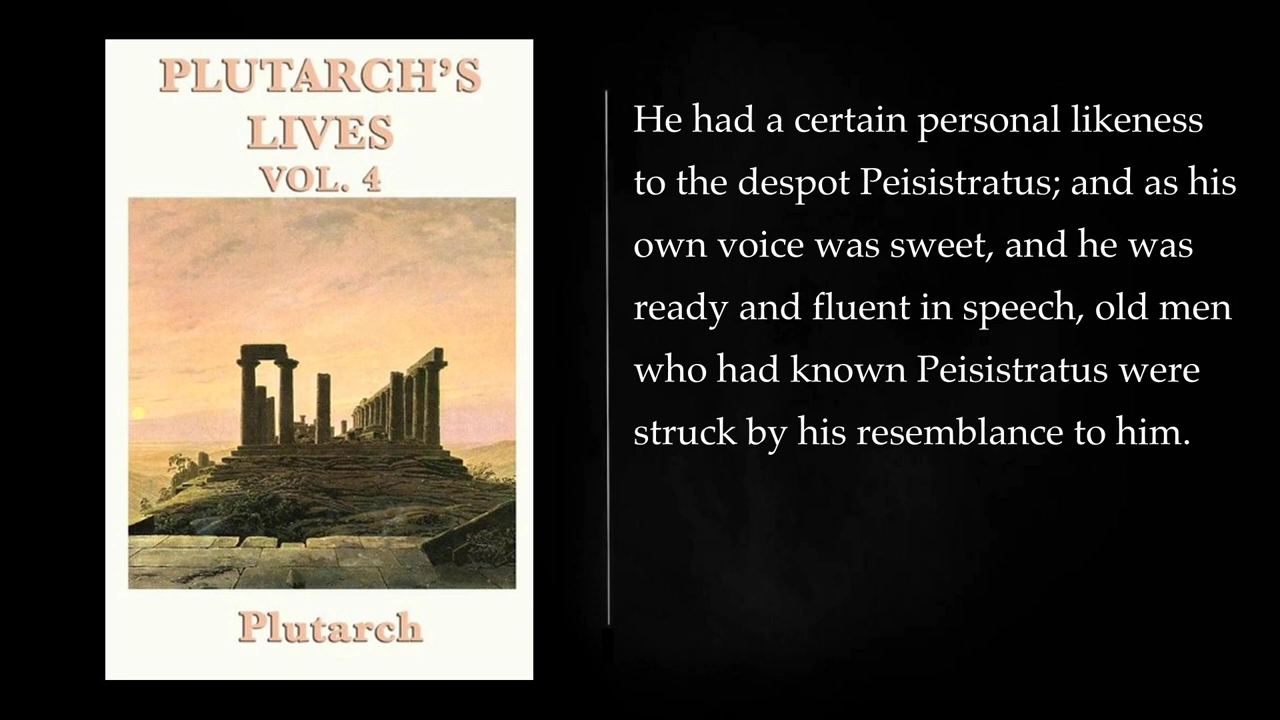 PLUTARCH'S
LIVES
VOL. 4
Plutarch
He had a certain personal likeness
to the despot Peisistratus; and as his
own voice was sweet, and he was
ready and fluent in speech, old men
who had known Peisistratus were
struck by his resemblance to him.